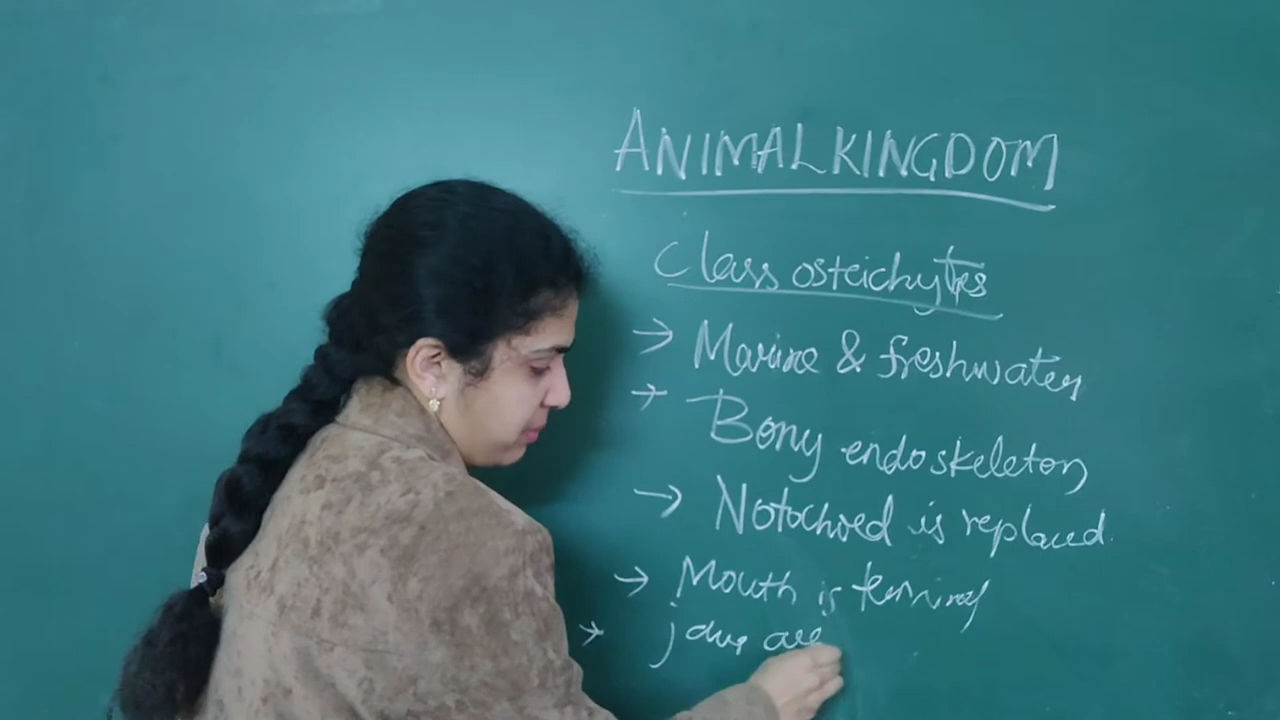 ANIMAL KINGDOM
Class osteichytes
→ Marine & freshwater
→ Bony endoskeleton
→ Notochord is replaced.
→ Mouth is terminal
→ jaws are